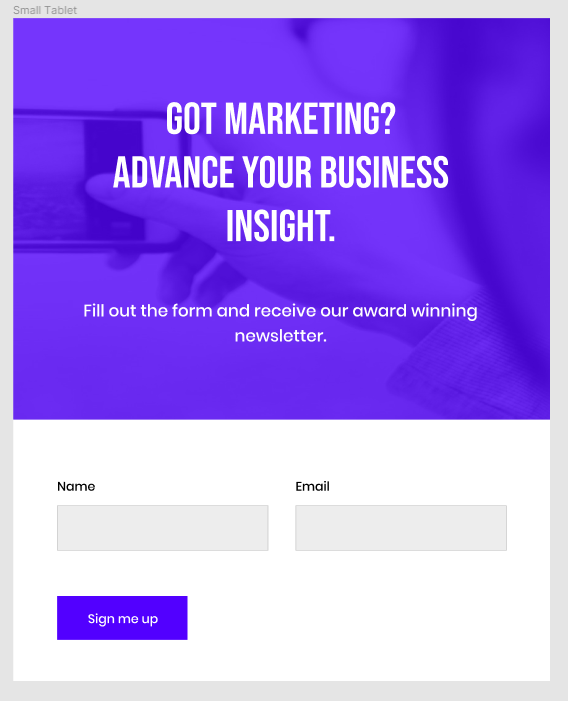 Small Tablet
GOT MARKETING?
ADVANCE YOUR BUSINESS
INSIGHT.
Fill out the form and receive our award winning
newsletter.
Name
Email
Sign me up